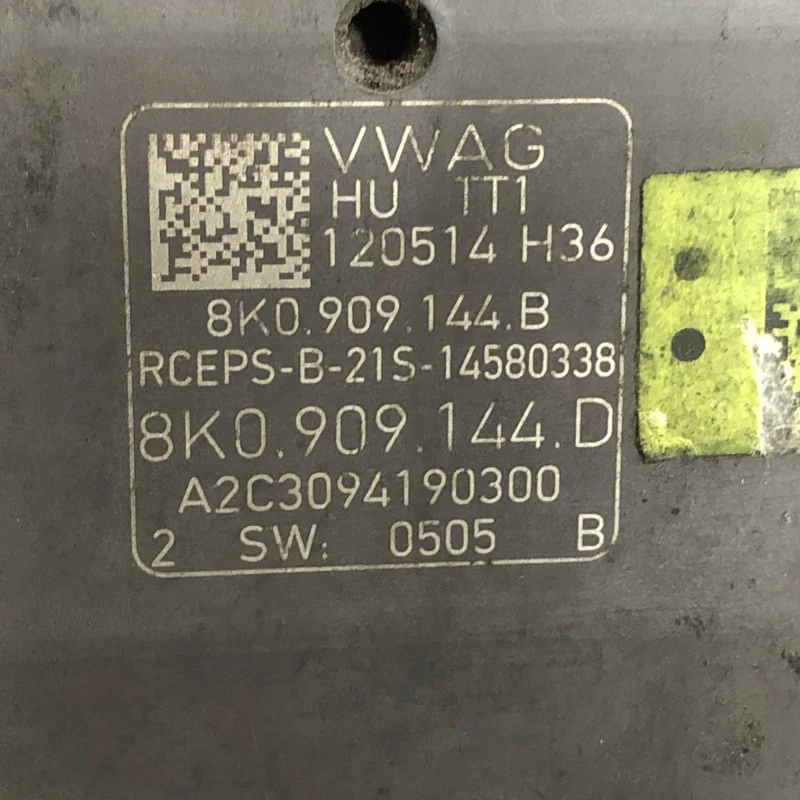 VWAG
HU TT1
120514 H36
8K0.909.144.B
RCEPS-B-21S-14580338
8K0.909.144.D
A2C3094190300
2 SW: 0505 B